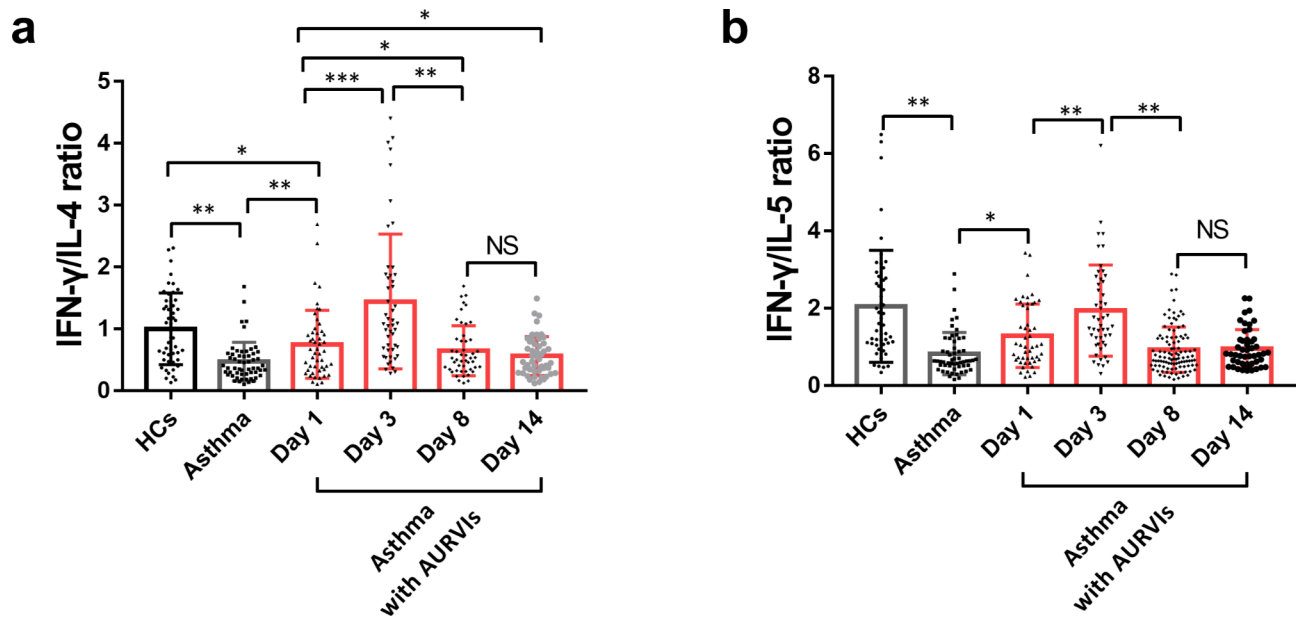 a
*
*
*** **
5
4
3
2
1
0
IFN-γ/IL-4 ratio
*
** **
NS
HCs
Asthma
Day 1
Day 3
Day 8
Day 14
Asthma
with AURVIs
b
8
6
4
2
0
IFN-γ/IL-5 ratio
** ** **
*
NS
HCs
Asthma
Day 1
Day 3
Day 8
Day 14
Asthma
with AURVIs